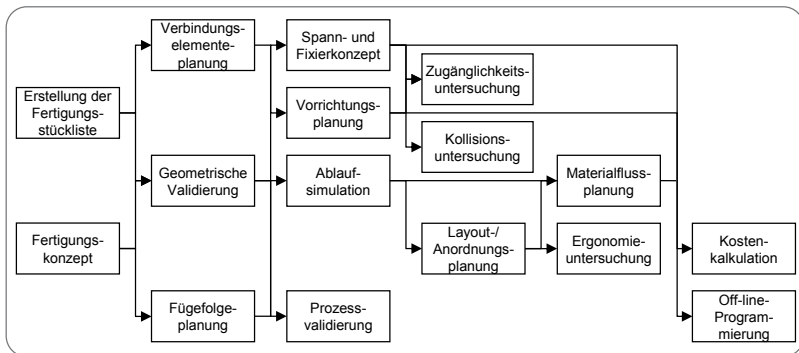 Verbindungs-
elemente-
planung
Spann- und
Fixierkonzept
Zugänglichkeits-
untersuchung
Erstellung der
Fertigungs-
stückliste
Vorrichtungs-
planung
Kollisions-
untersuchung
Geometrische
Validierung
Ablauf-
simulation
Materialfluss-
planung
Fertigungs-
konzept
Layout-/
Anordnungs-
planung
Ergonomie-
untersuchung
Kosten-
kalkulation
Fügefolge-
planung
Prozess-
validierung
Off-line-
Program-
mierung